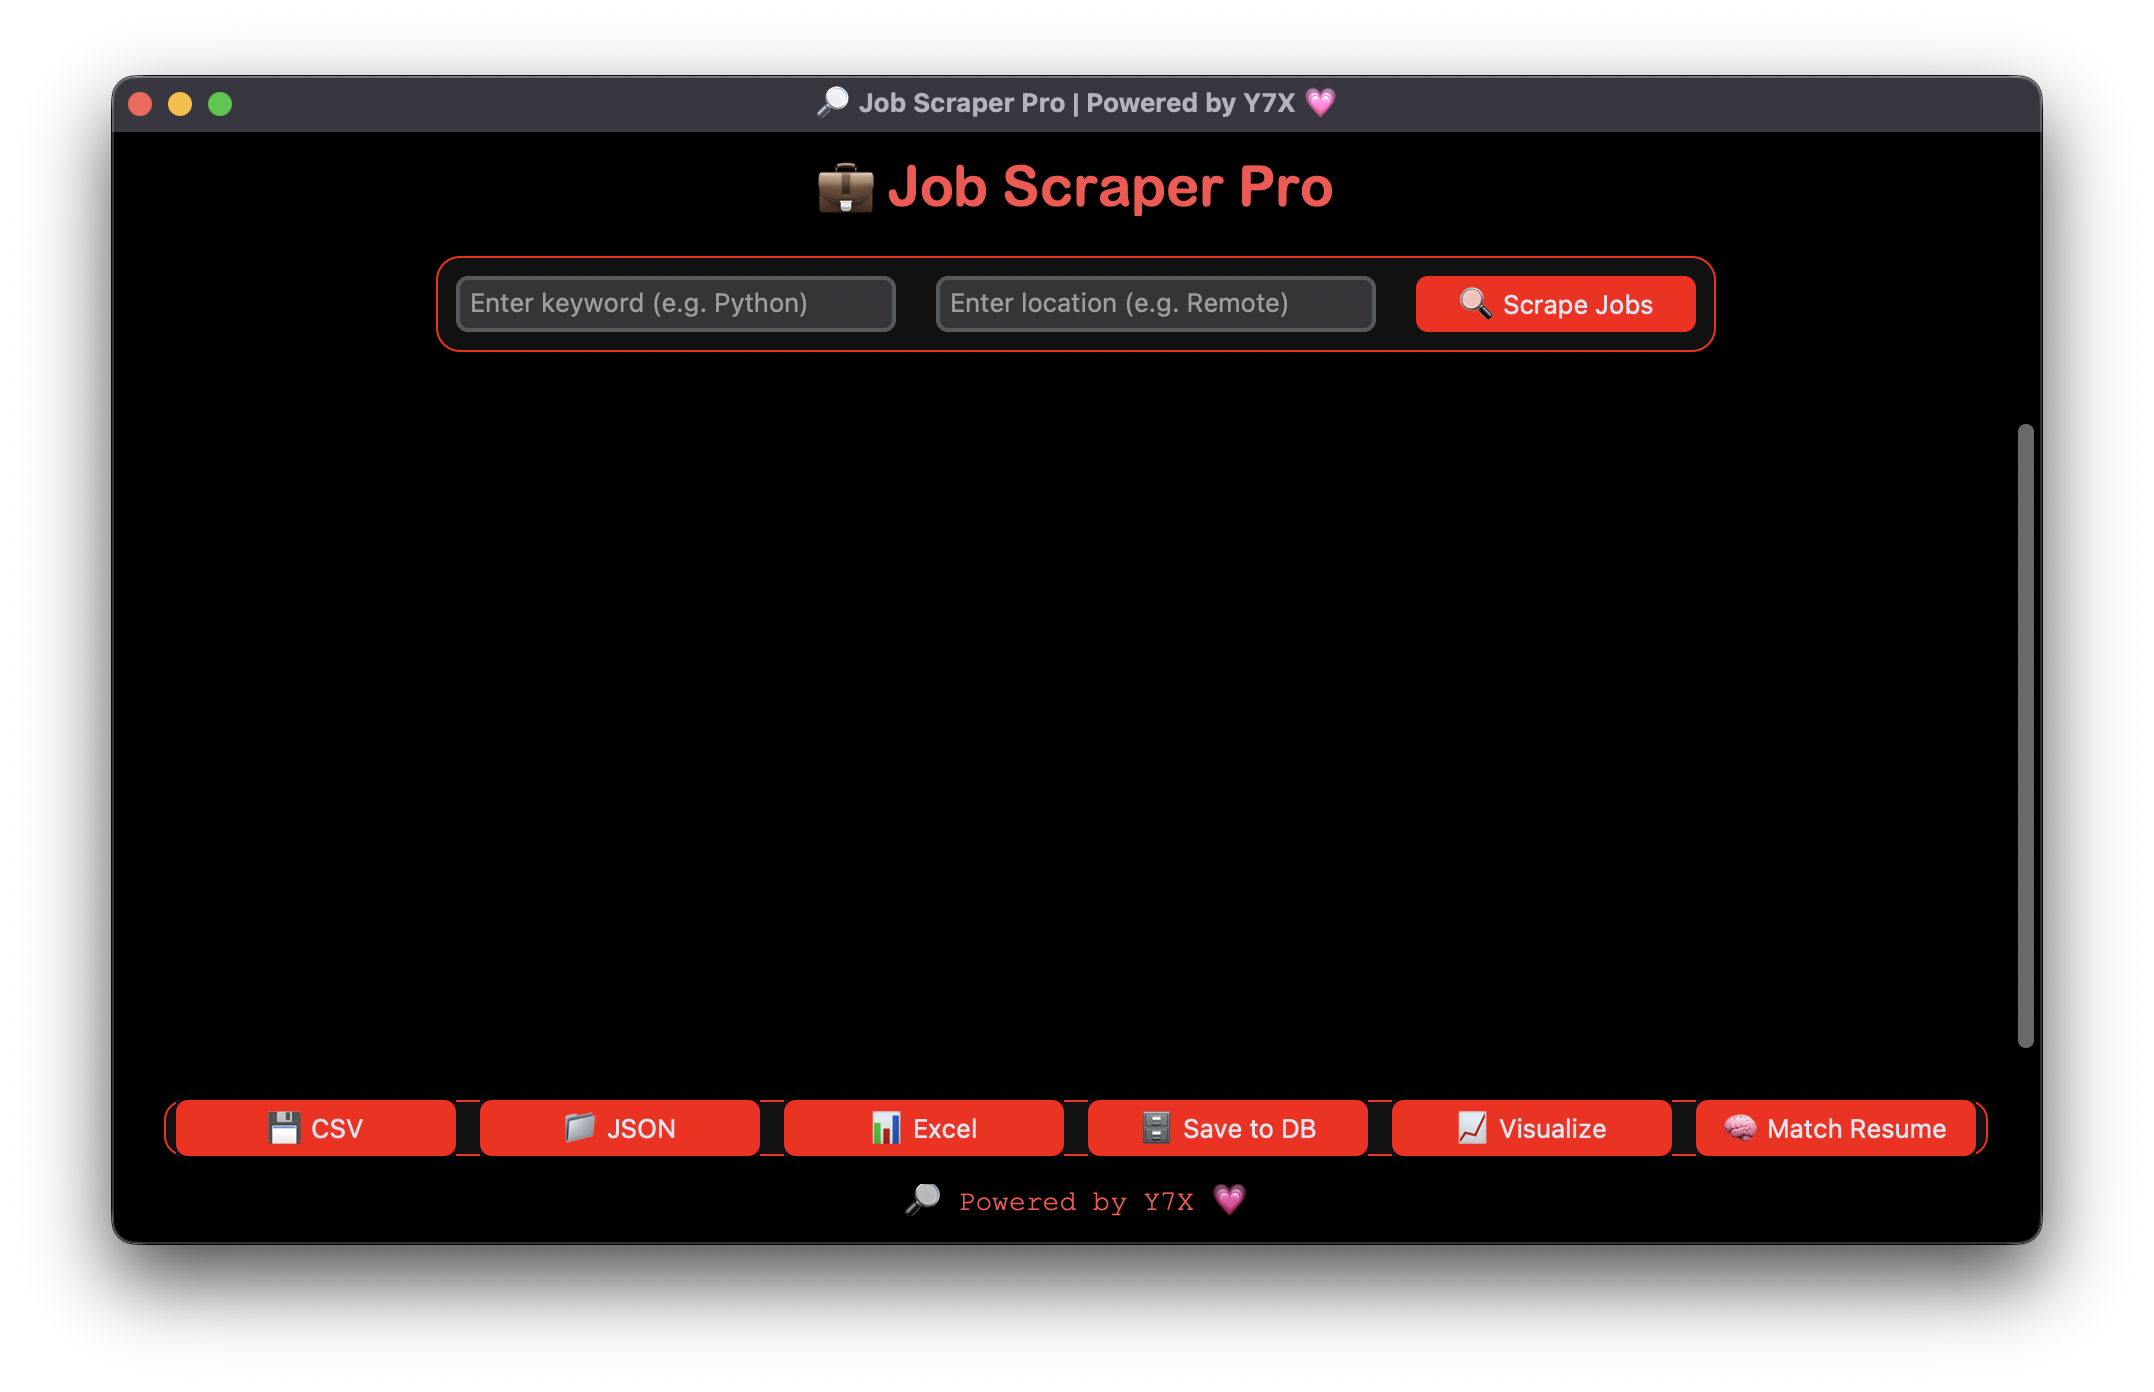 🔎 Job Scraper Pro | Powered by Y7X 💗
💼 Job Scraper Pro
Enter keyword (e.g. Python)
Enter location (e.g. Remote)
🔍 Scrape Jobs
💾 CSV
📁 JSON
📊 Excel
🗄️ Save to DB
📈 Visualize
🧠 Match Resume
🔎 Powered by Y7X 💗